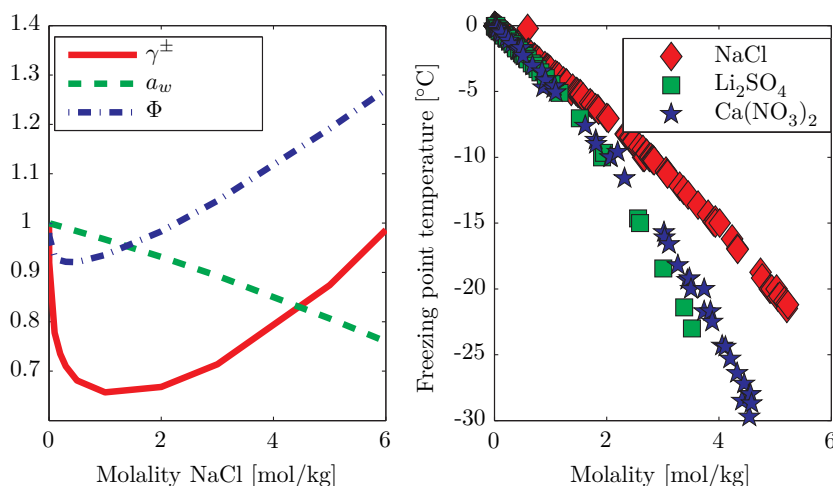 1.4
1.3
1.2
1.1
1
0.9
0.8
0.7
0 2 4 6
Molality NaCl [mol/kg]
γ±
a_w
Φ
0
-5
-10
-15
-20
-25
-30
0 2 4 6
Freezing point temperature [°C]
Molality [mol/kg]
NaCl
Li₂SO₄
Ca(NO₃)₂